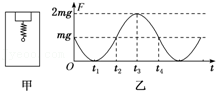 F
2mg
mg
O
t₁ t₂ t₃ t₄ t
甲 乙